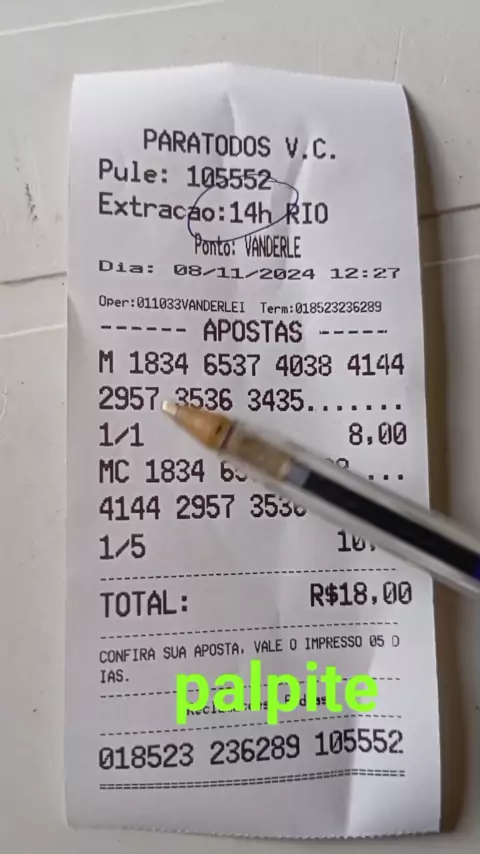 PARATODOS V.C.
Pule: 105552
Extracao:14h RIO
Ponto: VANDERLE
Dia: 08/11/2024 12:27
Oper:011033VANDERLEI Term:018523236289
------ APOSTAS -----
M 1834 6537 4038 4144
2957 3536 3435.......
1/1 8,00
MC 1834 ...
4144 2957 3536
1/5
TOTAL: R$18,00
CONFIRA SUA APOSTA, VALE O IMPRESSO 05 D
IAS.
palpite
018523 236289 105552